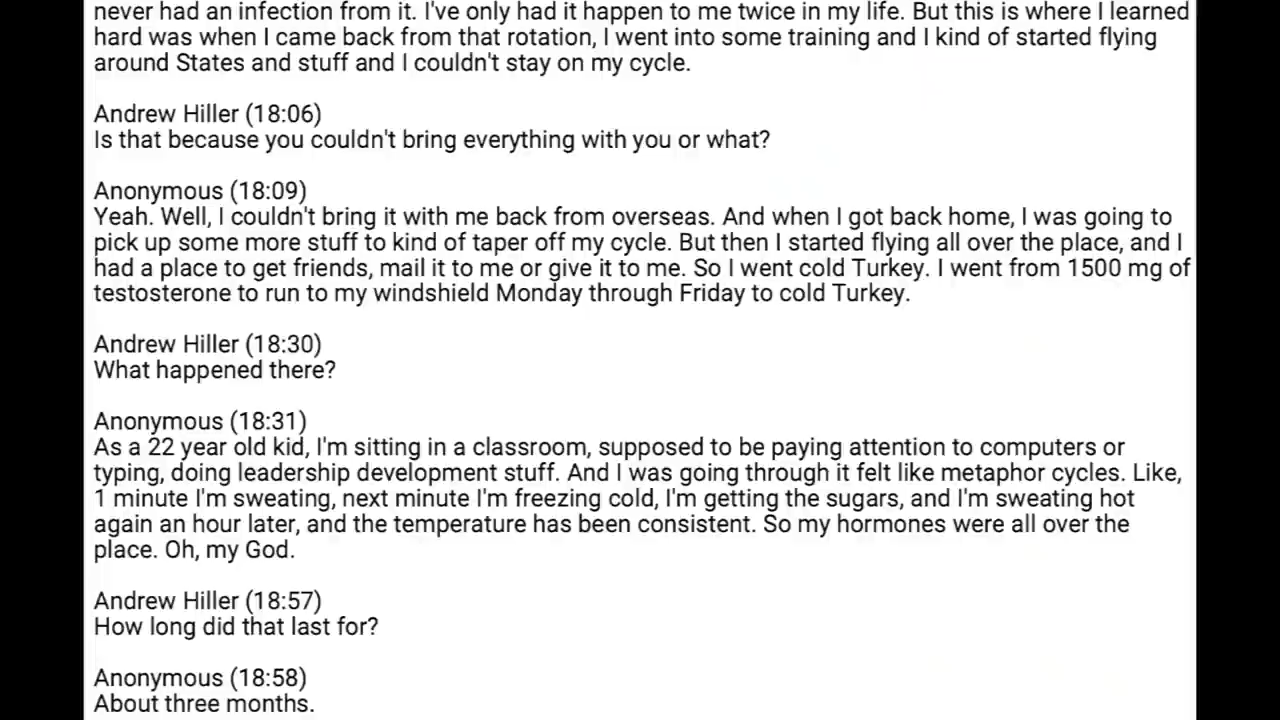 never had an infection from it. I've only had it happen to me twice in my life. But this is where I learned
hard was when I came back from that rotation, I went into some training and I kind of started flying
around States and stuff and I couldn't stay on my cycle.
Andrew Hiller (18:06)
Is that because you couldn't bring everything with you or what?
Anonymous (18:09)
Yeah. Well, I couldn't bring it with me back from overseas. And when I got back home, I was going to
pick up some more stuff to kind of taper off my cycle. But then I started flying all over the place, and I
had a place to get friends, mail it to me or give it to me. So I went cold Turkey. I went from 1500 mg of
testosterone to run to my windshield Monday through Friday to cold Turkey.
Andrew Hiller (18:30)
What happened there?
Anonymous (18:31)
As a 22 year old kid, I'm sitting in a classroom, supposed to be paying attention to computers or
typing, doing leadership development stuff. And I was going through it felt like metaphor cycles. Like,
1 minute I'm sweating, next minute I'm freezing cold, I'm getting the sugars, and I'm sweating hot
again an hour later, and the temperature has been consistent. So my hormones were all over the
place. Oh, my God.
Andrew Hiller (18:57)
How long did that last for?
Anonymous (18:58)
About three months.